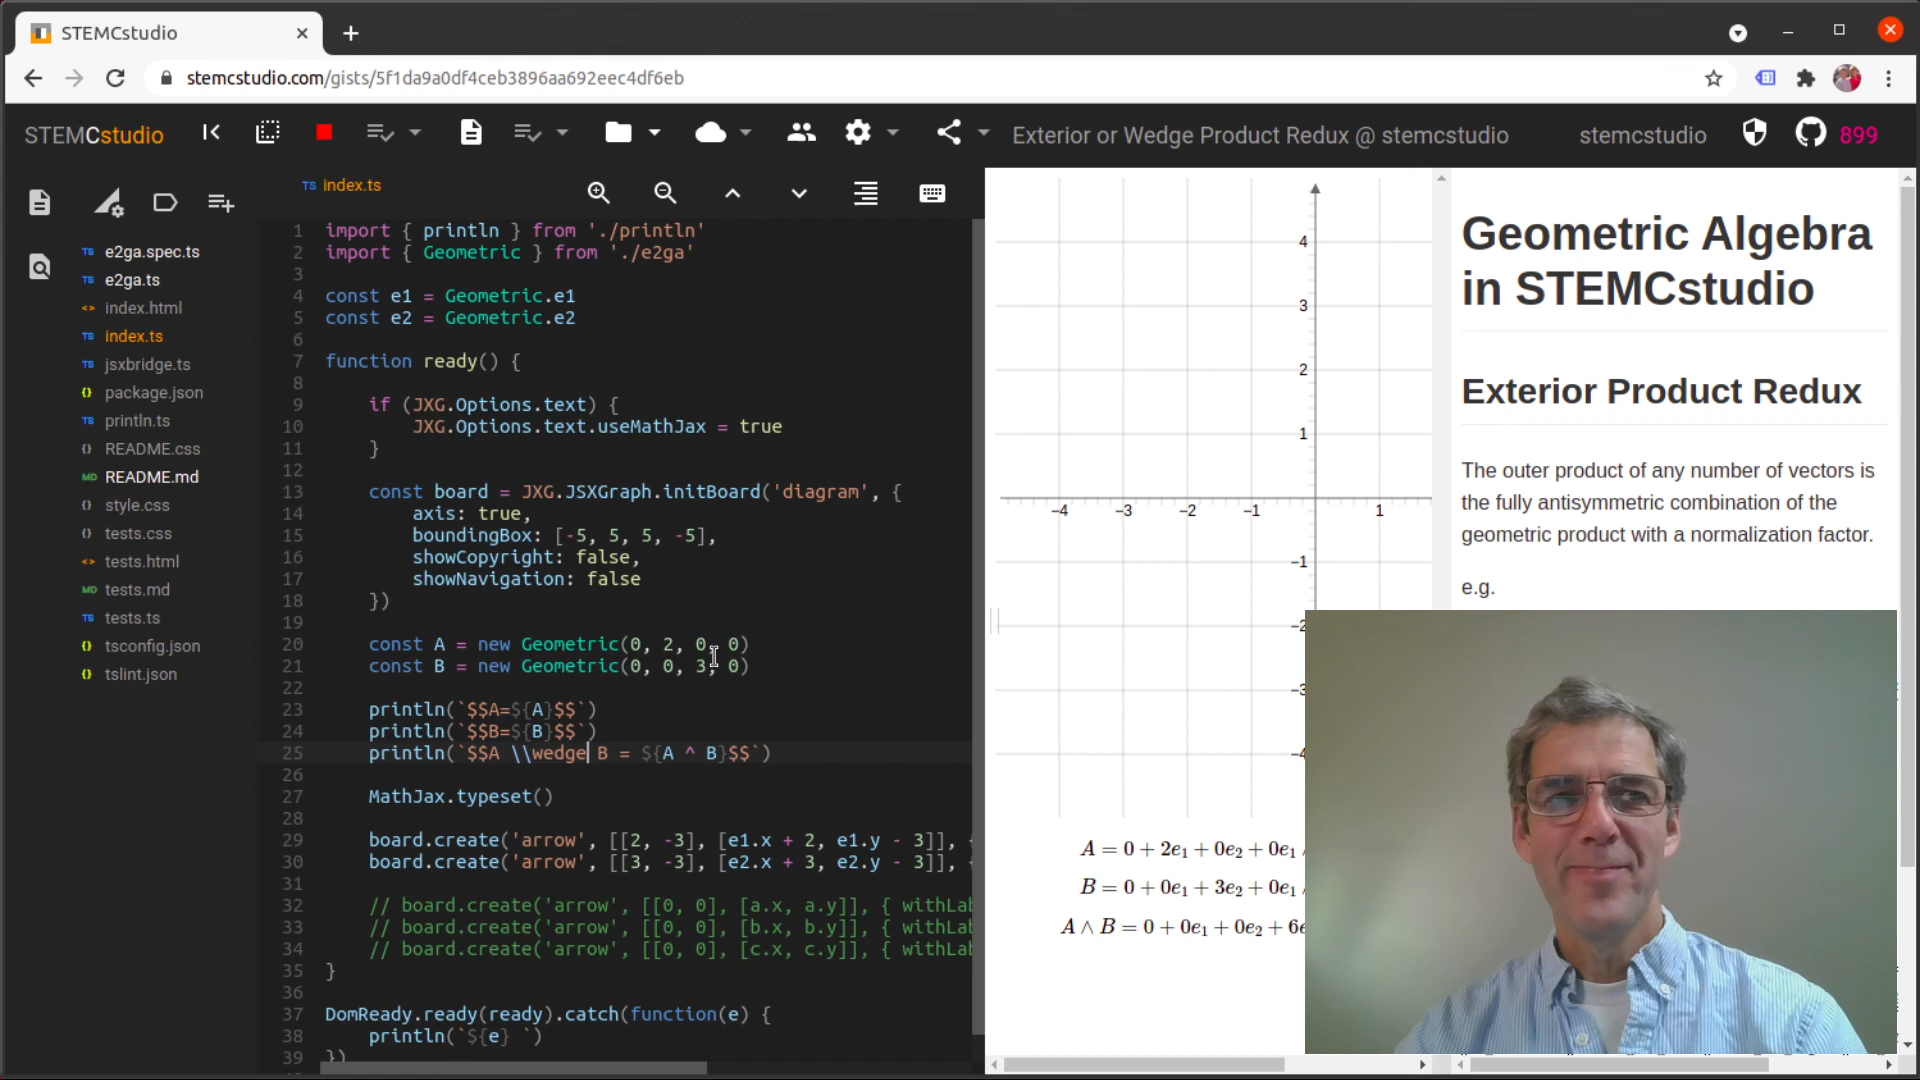 STEMCstudio
stemcstudio.com/gists/5f1da9a0df4ceb3896aa692eec4df6eb
STEMCstudio
Exterior or Wedge Product Redux @ stemcstudio
stemcstudio
899
TS index.ts
TS e2ga.spec.ts
TS e2ga.ts
<> index.html
TS index.ts
TS jsxbridge.ts
{} package.json
TS println.ts
{} README.css
MD README.md
{} style.css
{} tests.css
<> tests.html
MD tests.md
TS tests.ts
{} tsconfig.json
{} tslint.json
1 import { println } from './println'
2 import { Geometric } from './e2ga'
3
4 const e1 = Geometric.e1
5 const e2 = Geometric.e2
6
7 function ready() {
8
9 if (JXG.Options.text) {
10 JXG.Options.text.useMathJax = true
11 }
12
13 const board = JXG.JSXGraph.initBoard('diagram', {
14 axis: true,
15 boundingBox: [-5, 5, 5, -5],
16 showCopyright: false,
17 showNavigation: false
18 })
19
20 const A = new Geometric(0, 2, 0, 0)
21 const B = new Geometric(0, 0, 3, 0)
22
23 println(`$$A=${A}$$`)
24 println(`$$B=${B}$$`)
25 println(`$$A \\wedge B = ${A ^ B}$$`)
26
27 MathJax.typeset()
28
29 board.create('arrow', [[2, -3], [e1.x + 2, e1.y - 3]], {
30 board.create('arrow', [[3, -3], [e2.x + 3, e2.y - 3]], {
31
32 // board.create('arrow', [[0, 0], [a.x, a.y]], { withLab
33 // board.create('arrow', [[0, 0], [b.x, b.y]], { withLab
34 // board.create('arrow', [[0, 0], [c.x, c.y]], { withLab
35 }
36
37 DomReady.ready(ready).catch(function(e) {
38 println(`${e} `)
39 })
4
3
2
1
−4 −3 −2 −1 1
−1
−2
−3
−4
A = 0 + 2e₁ + 0e₂ + 0e₁
B = 0 + 0e₁ + 3e₂ + 0e₁
A ∧ B = 0 + 0e₁ + 0e₂ + 6e
Geometric Algebra
in STEMCstudio
Exterior Product Redux
The outer product of any number of vectors is
the fully antisymmetric combination of the
geometric product with a normalization factor.
e.g.